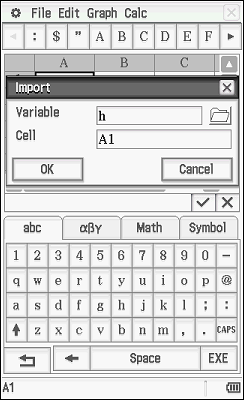 File Edit Graph Calc
: $ " A B C D E F
A B C
Import
Variable h
Cell A1
OK Cancel
abc αβγ Math Symbol
1 2 3 4 5 6 7 8 9 0 −
q w e r t y u i o p @
a s d f g h j k l ; :
z x c v b n m , . CAPS
Space EXE
A1